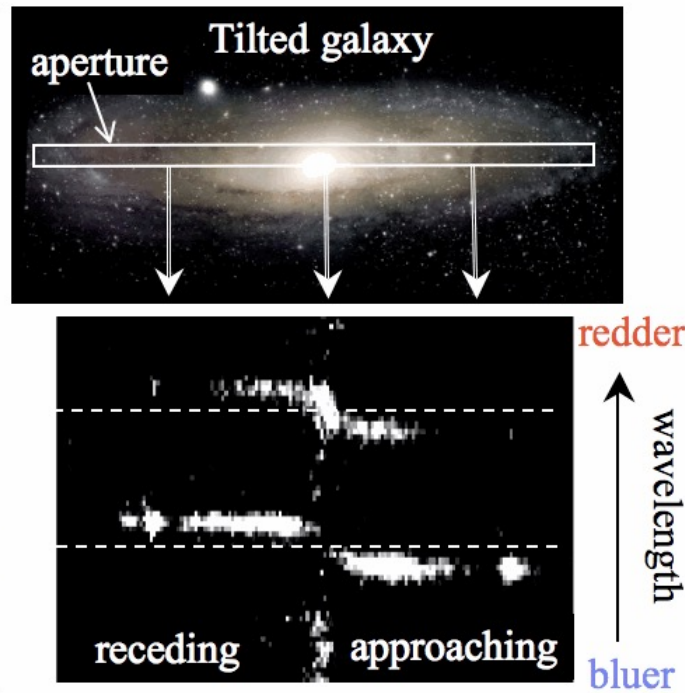 Tilted galaxy
aperture
redder
wavelength
receding
approaching
bluer